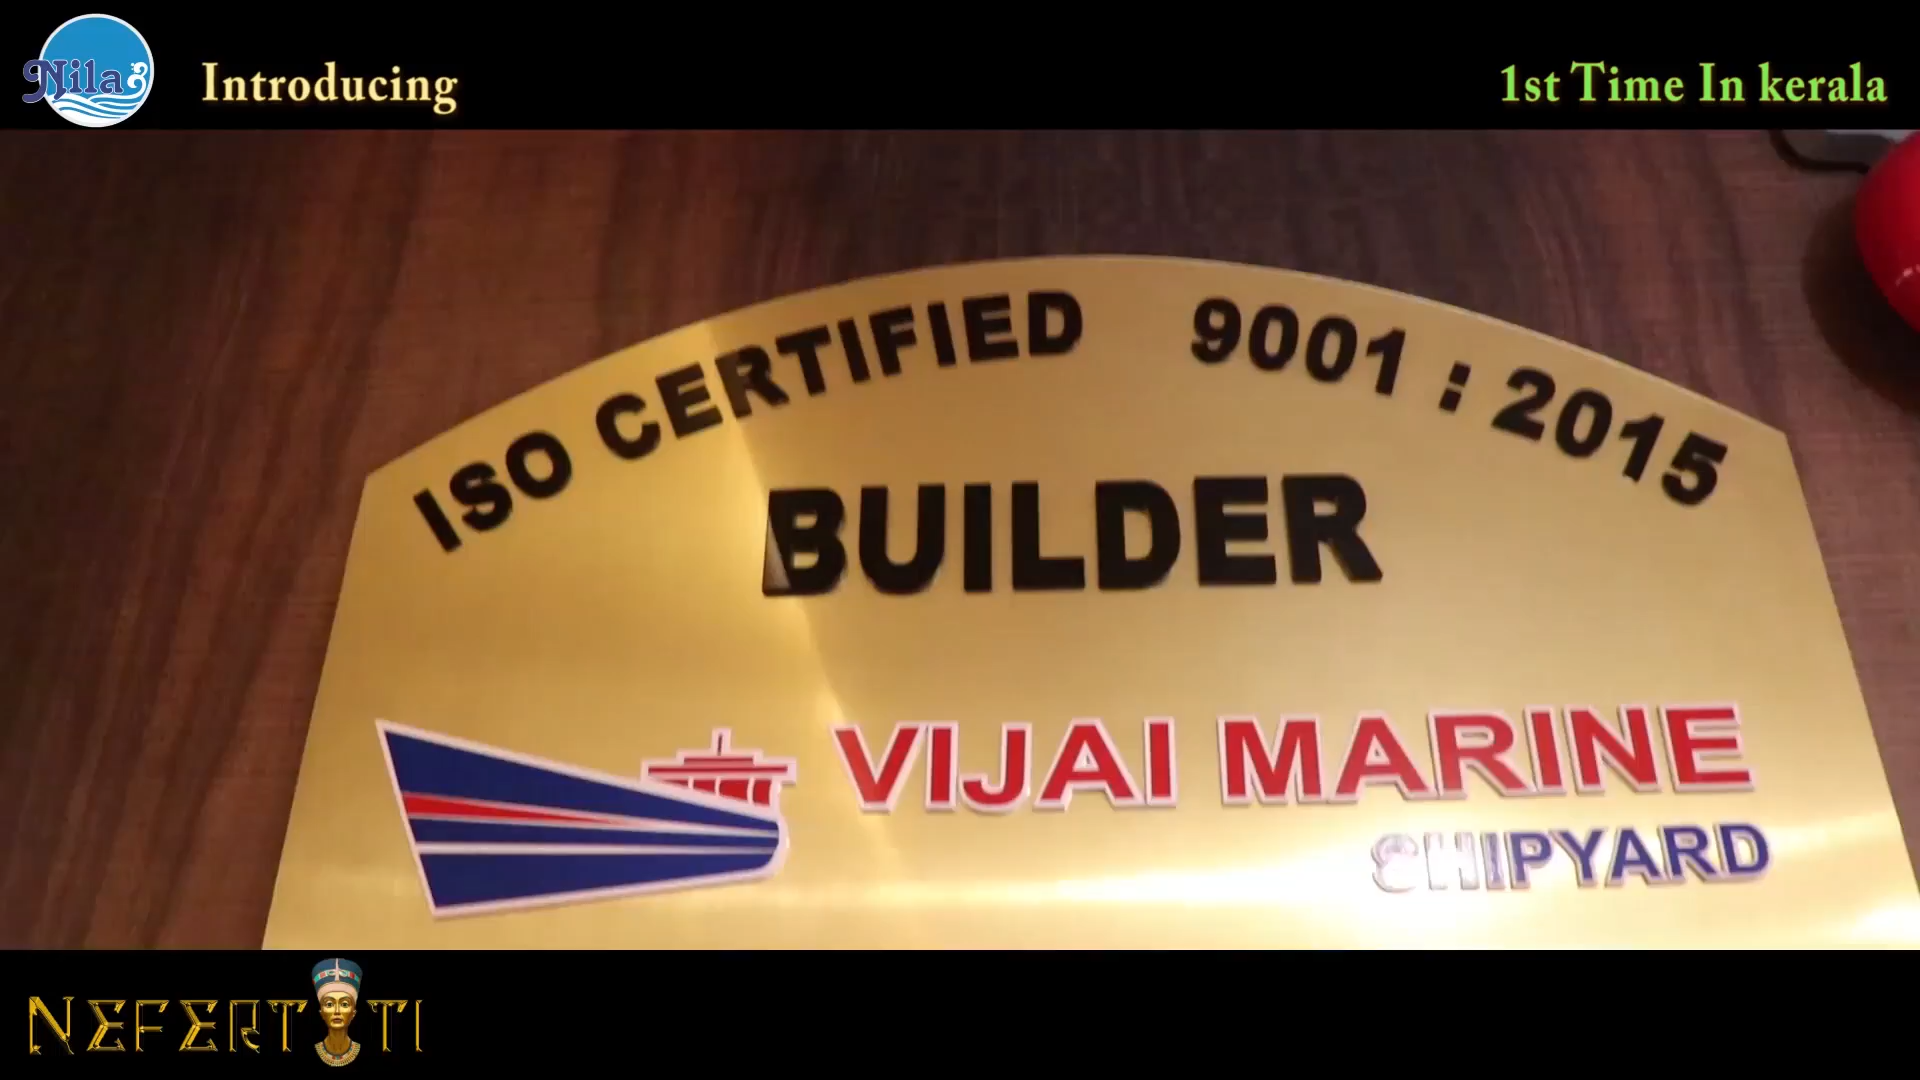 Nila
Introducing
1st Time In kerala
ISO CERTIFIED 9001 : 2015
BUILDER
VIJAI MARINE
SHIPYARD
NEFERTITI